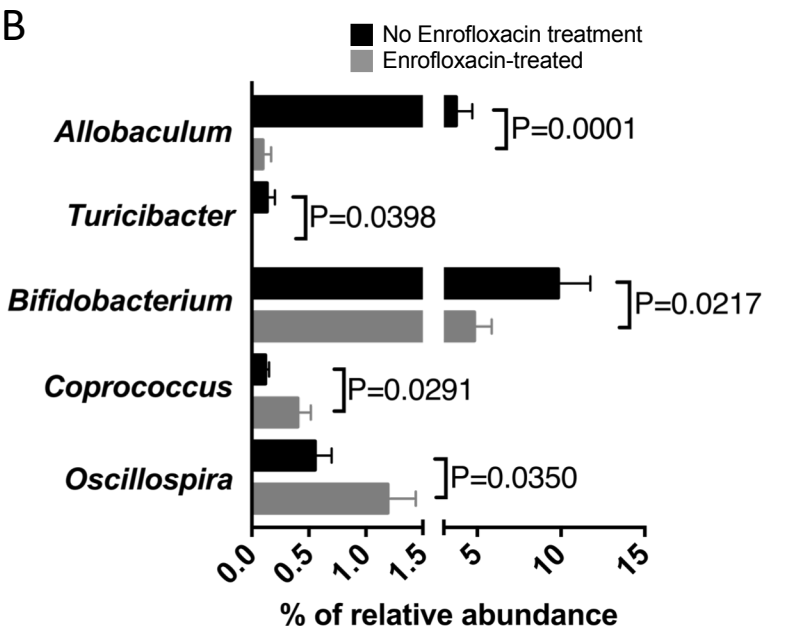 B
No Enrofloxacin treatment
Enrofloxacin-treated
Allobaculum
P=0.0001
Turicibacter
P=0.0398
Bifidobacterium
P=0.0217
Coprococcus
P=0.0291
Oscillospira
P=0.0350
0.0 0.5 1.0 1.5 5 10 15
% of relative abundance